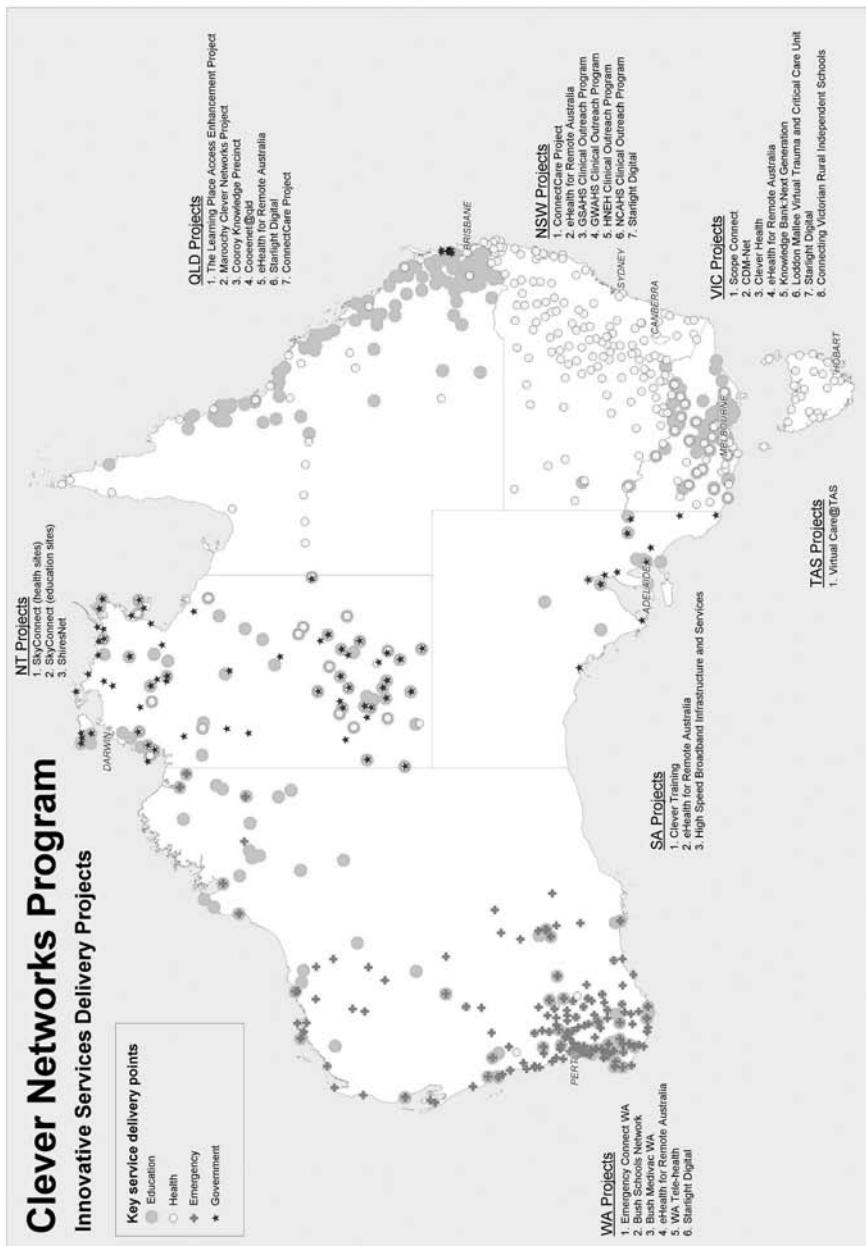 Clever Networks Program
Innovative Services Delivery Projects
Key service delivery points
Education
Health
Emergency
Government
NT Projects
1. SkyConnect (health sites)
2. SkyConnect (education sites)
3. ShiresNet
QLD Projects
1. The Learning Place Access Enhancement Project
2. Maroochy Clever Networks Project
3. Cooroy Knowledge Precinct
4. Cooeenet@qld
5. eHealth for Remote Australia
6. Starlight Digital
7. ConnectCare Project
NSW Projects
1. ConnectCare Project
2. eHealth for Remote Australia
3. GSAHS Clinical Outreach Program
4. GWAHS Clinical Outreach Program
5. HNEH Clinical Outreach Program
6. NCAHS Clinical Outreach Program
7. Starlight Digital
VIC Projects
1. Scope Connect
2. CDM-Net
3. Clever Health
4. eHealth for Remote Australia
5. Knowledge Bank:Next Generation
6. Loddon Mallee Virtual Trauma and Critical Care Unit
7. Starlight Digital
8. Connecting Victorian Rural Independent Schools
TAS Projects
1. Virtual Care@TAS
SA Projects
1. Clever Training
2. eHealth for Remote Australia
3. High Speed Broadband Infrastructure and Services
WA Projects
1. Emergency Connect WA
2. Bush Schools Network
3. Bush Medivac WA
4. eHealth for Remote Australia
5. WA Tele-health
6. Starlight Digital
DARWIN
BRISBANE
SYDNEY
CANBERRA
MELBOURNE
HOBART
ADELAIDE
PERT